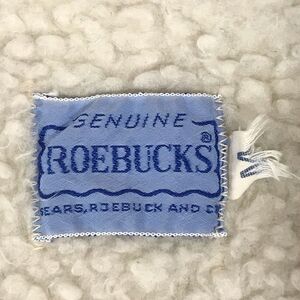 GENUINE
ROEBUCKS®
EARS, ROEBUCK AND C
M